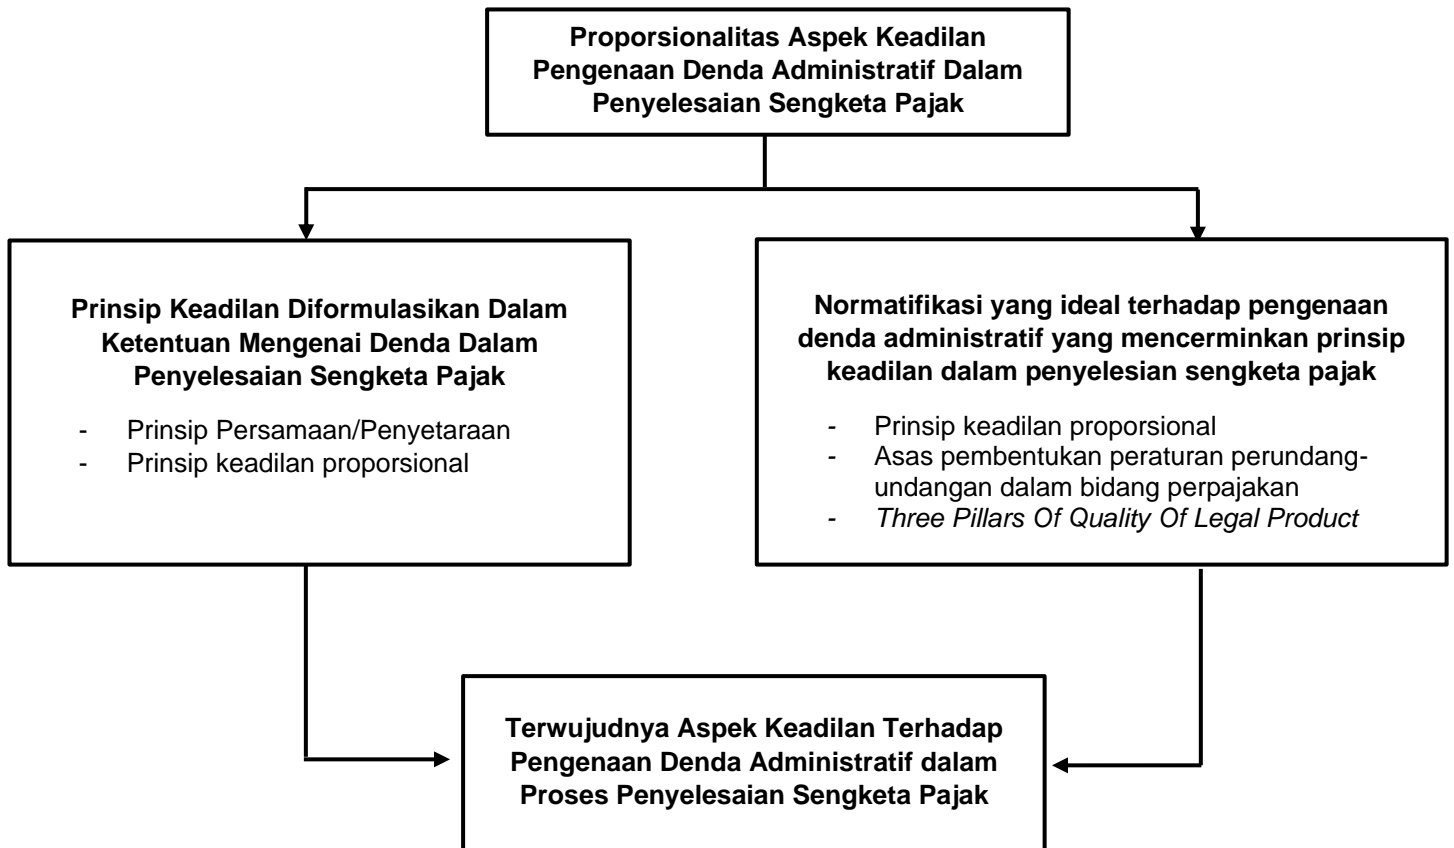 Proporsionalitas Aspek Keadilan
Pengenaan Denda Administratif Dalam
Penyelesaian Sengketa Pajak
Prinsip Keadilan Diformulasikan Dalam
Ketentuan Mengenai Denda Dalam
Penyelesaian Sengketa Pajak
- Prinsip Persamaan/Penyetaraan
- Prinsip keadilan proporsional
Normatifikasi yang ideal terhadap pengenaan
denda administratif yang mencerminkan prinsip
keadilan dalam penyelesian sengketa pajak
- Prinsip keadilan proporsional
- Asas pembentukan peraturan perundang-
undangan dalam bidang perpajakan
- Three Pillars Of Quality Of Legal Product
Terwujudnya Aspek Keadilan Terhadap
Pengenaan Denda Administratif dalam
Proses Penyelesaian Sengketa Pajak